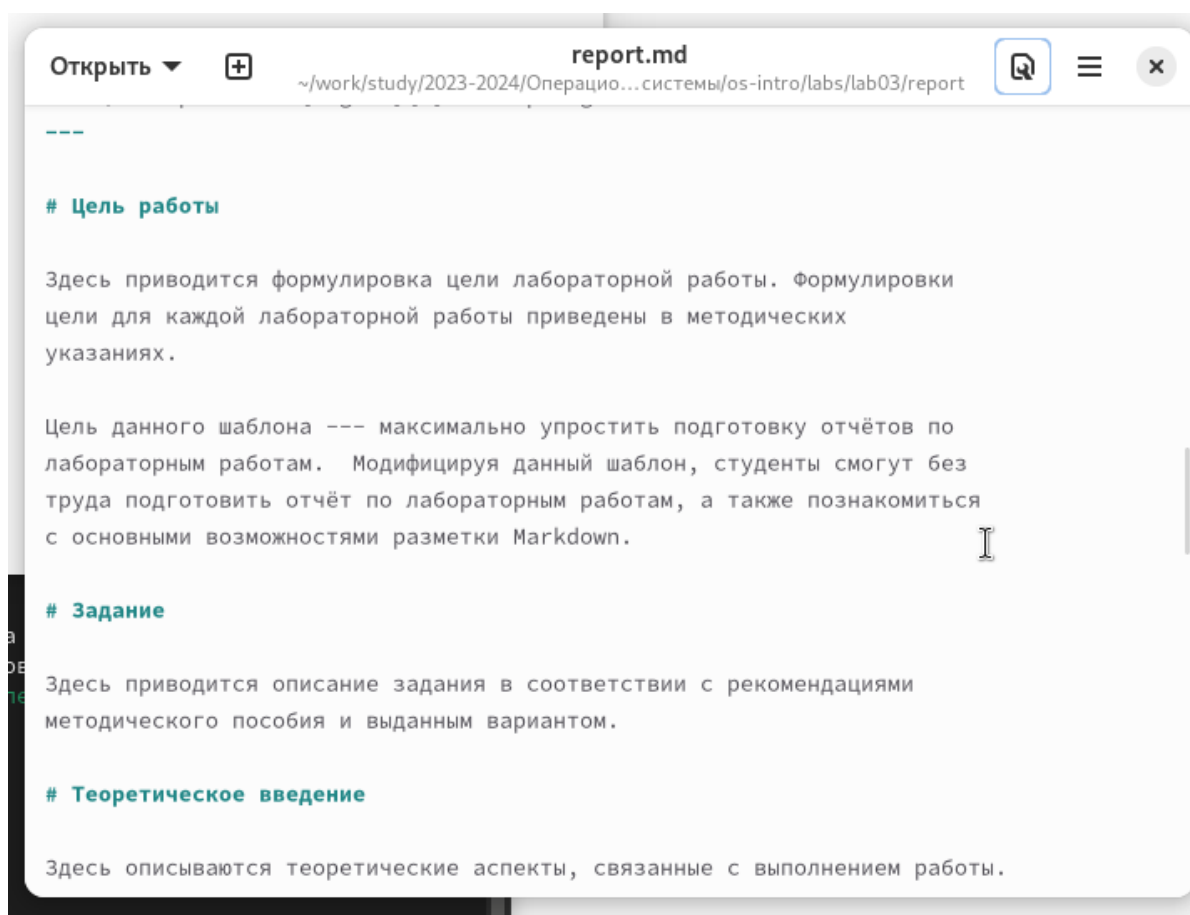 Открыть
report.md
~/work/study/2023-2024/Операцио…системы/os-intro/labs/lab03/report
---
# Цель работы
Здесь приводится формулировка цели лабораторной работы. Формулировки
цели для каждой лабораторной работы приведены в методических
указаниях.
Цель данного шаблона --- максимально упростить подготовку отчётов по
лабораторным работам.  Модифицируя данный шаблон, студенты смогут без
труда подготовить отчёт по лабораторным работам, а также познакомиться
с основными возможностями разметки Markdown.
# Задание
Здесь приводится описание задания в соответствии с рекомендациями
методического пособия и выданным вариантом.
# Теоретическое введение
Здесь описываются теоретические аспекты, связанные с выполнением работы.